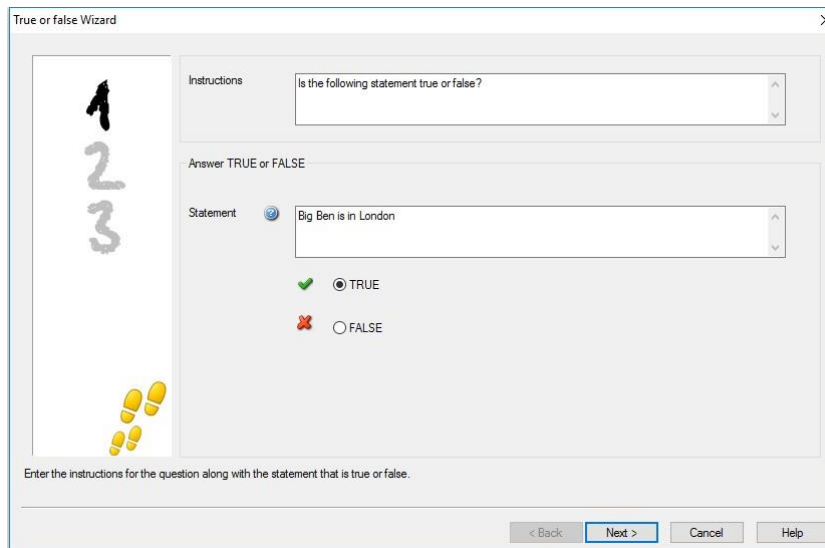 True or false Wizard
1
2
3
Instructions
Is the following statement true or false?
Answer TRUE or FALSE
Statement
Big Ben is in London
TRUE
FALSE
Enter the instructions for the question along with the statement that is true or false.
< Back
Next >
Cancel
Help